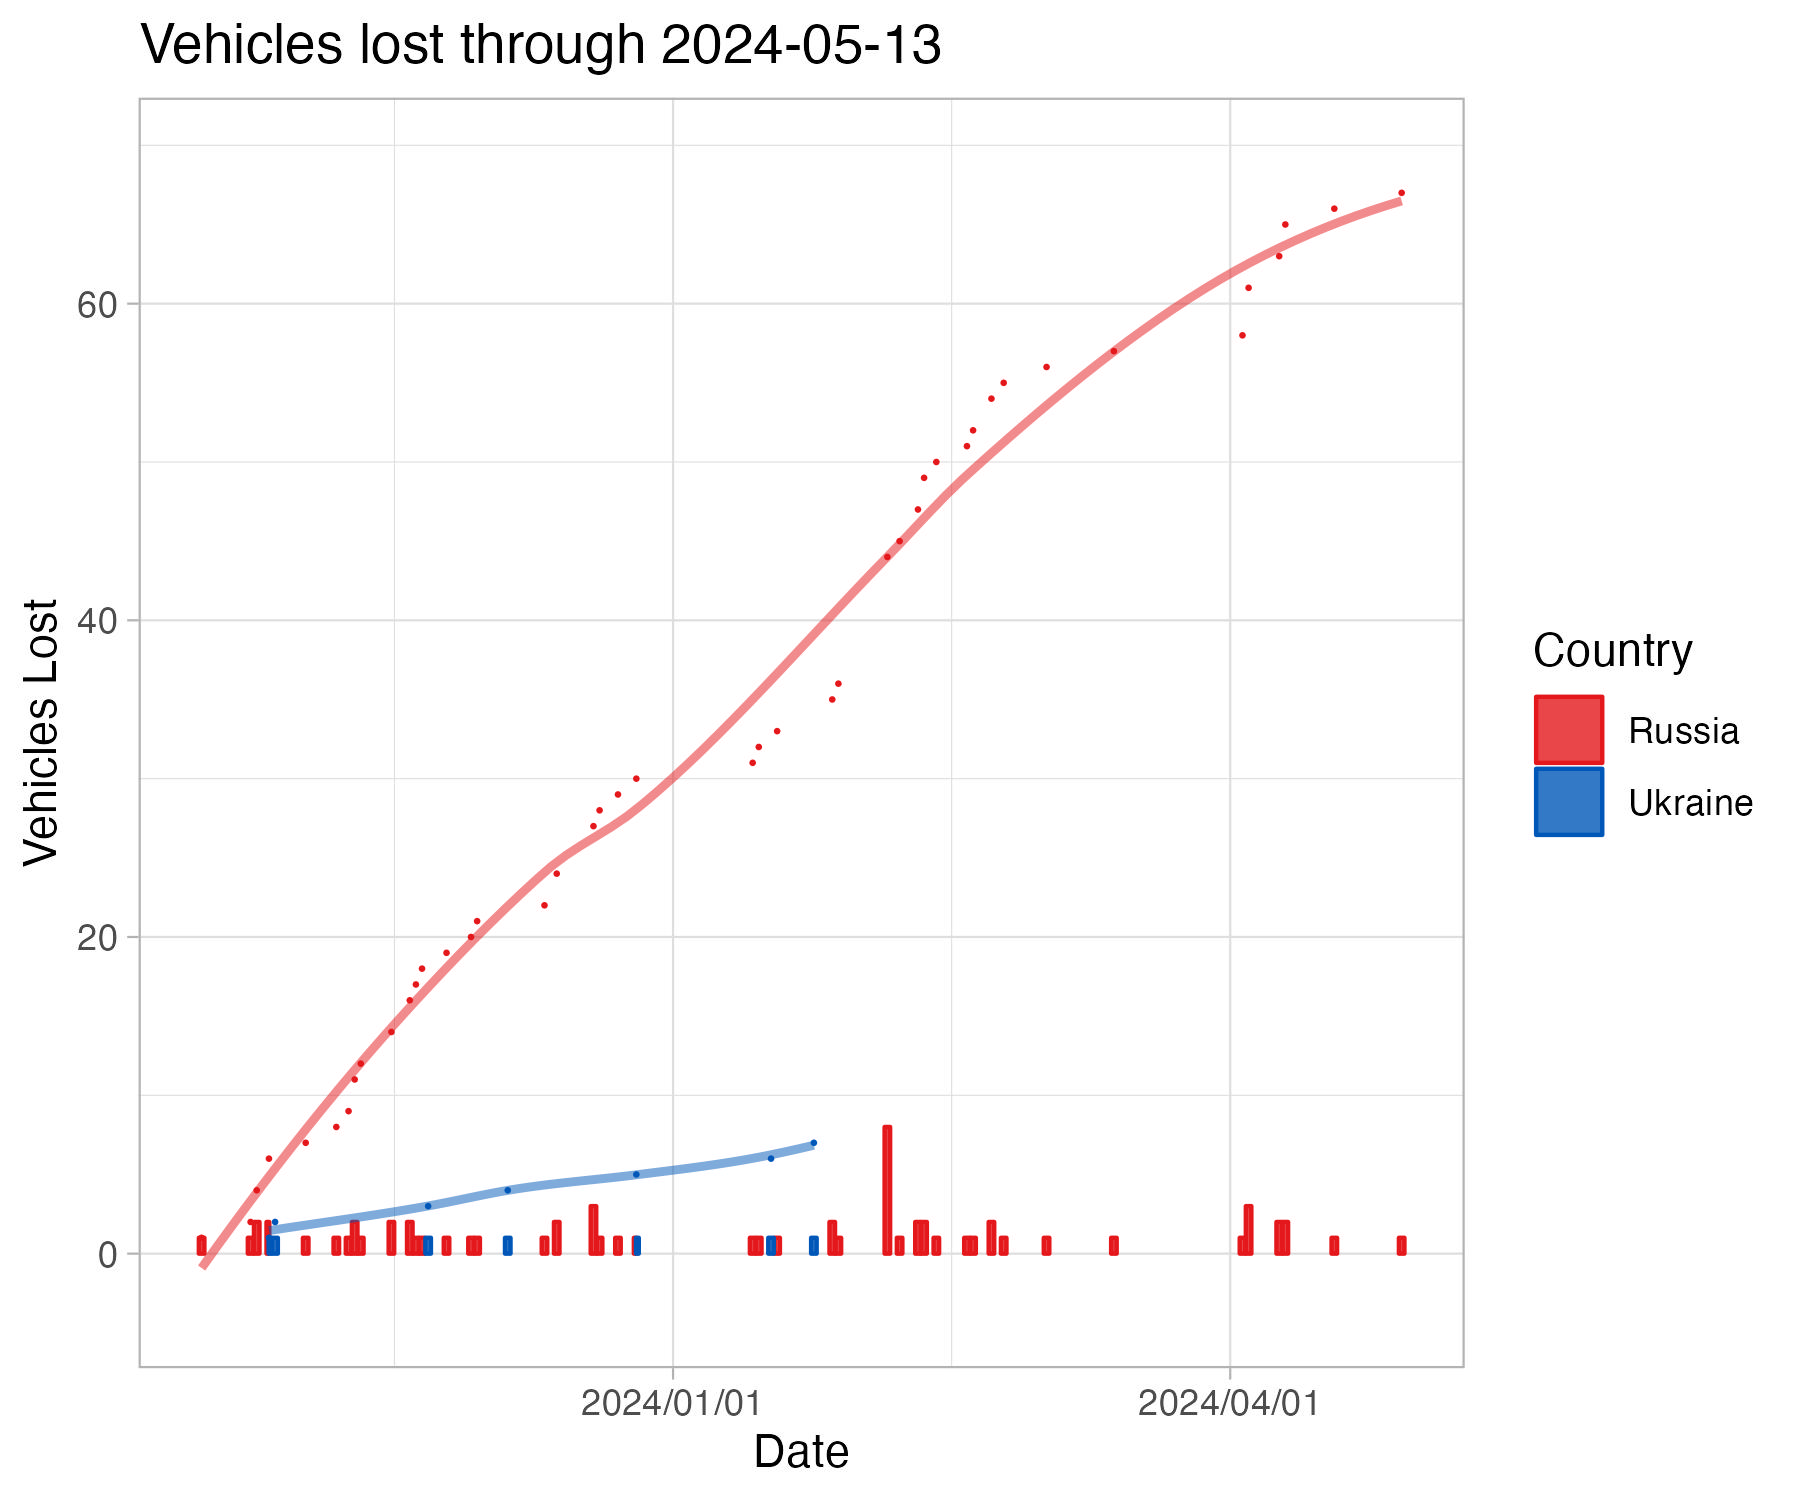 Vehicles lost through 2024-05-13
60
40
20
0
Vehicles Lost
2024/01/01
2024/04/01
Date
Country
Russia
Ukraine